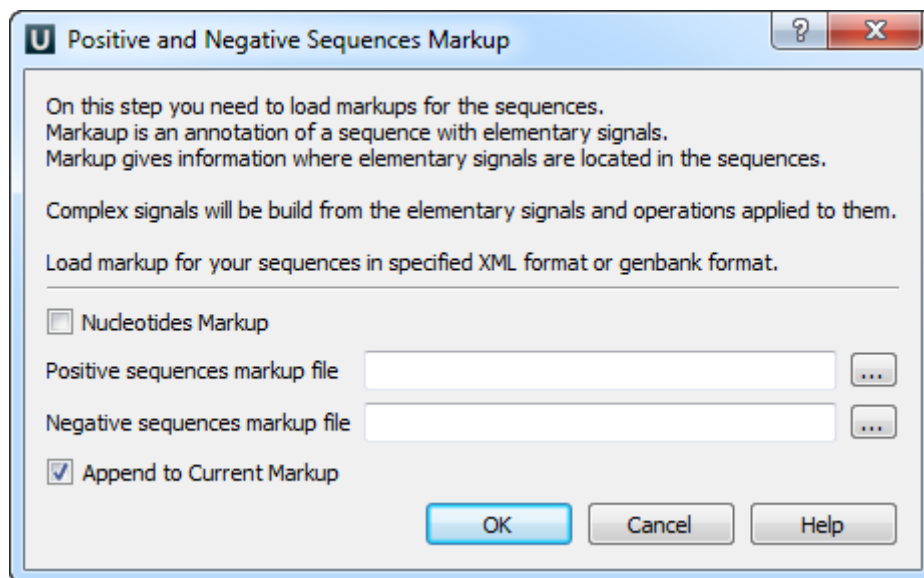 U Positive and Negative Sequences Markup
?
On this step you need to load markups for the sequences.
Markaup is an annotation of a sequence with elementary signals.
Markup gives information where elementary signals are located in the sequences.
Complex signals will be build from the elementary signals and operations applied to them.
Load markup for your sequences in specified XML format or genbank format.
Nucleotides Markup
Positive sequences markup file ...
Negative sequences markup file ...
Append to Current Markup
OK Cancel Help